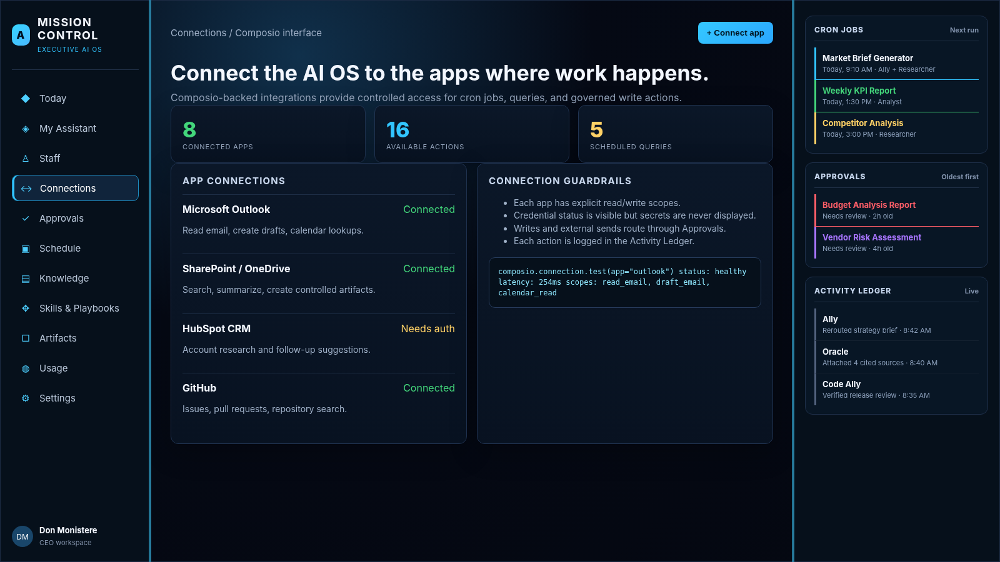 A
MISSION
CONTROL
EXECUTIVE AI OS
Today
My Assistant
Staff
Connections
Approvals
Schedule
Knowledge
Skills & Playbooks
Artifacts
Usage
Settings
DM
Don Monistere
CEO workspace
Connections / Composio interface
+ Connect app
Connect the AI OS to the apps where work happens.
Composio-backed integrations provide controlled access for cron jobs, queries, and governed write actions.
8
CONNECTED APPS
16
AVAILABLE ACTIONS
5
SCHEDULED QUERIES
APP CONNECTIONS
Microsoft Outlook Connected
Read email, create drafts, calendar lookups.
SharePoint / OneDrive Connected
Search, summarize, create controlled artifacts.
HubSpot CRM Needs auth
Account research and follow-up suggestions.
GitHub Connected
Issues, pull requests, repository search.
CONNECTION GUARDRAILS
• Each app has explicit read/write scopes.
• Credential status is visible but secrets are never displayed.
• Writes and external sends route through Approvals.
• Each action is logged in the Activity Ledger.
composio.connection.test(app="outlook") status: healthy
latency: 254ms scopes: read_email, draft_email,
calendar_read
CRON JOBS Next run
Market Brief Generator
Today, 9:10 AM · Ally + Researcher
Weekly KPI Report
Today, 1:30 PM · Analyst
Competitor Analysis
Today, 3:00 PM · Researcher
APPROVALS Oldest first
Budget Analysis Report
Needs review · 2h old
Vendor Risk Assessment
Needs review · 4h old
ACTIVITY LEDGER Live
Ally
Rerouted strategy brief · 8:42 AM
Oracle
Attached 4 cited sources · 8:40 AM
Code Ally
Verified release review · 8:35 AM